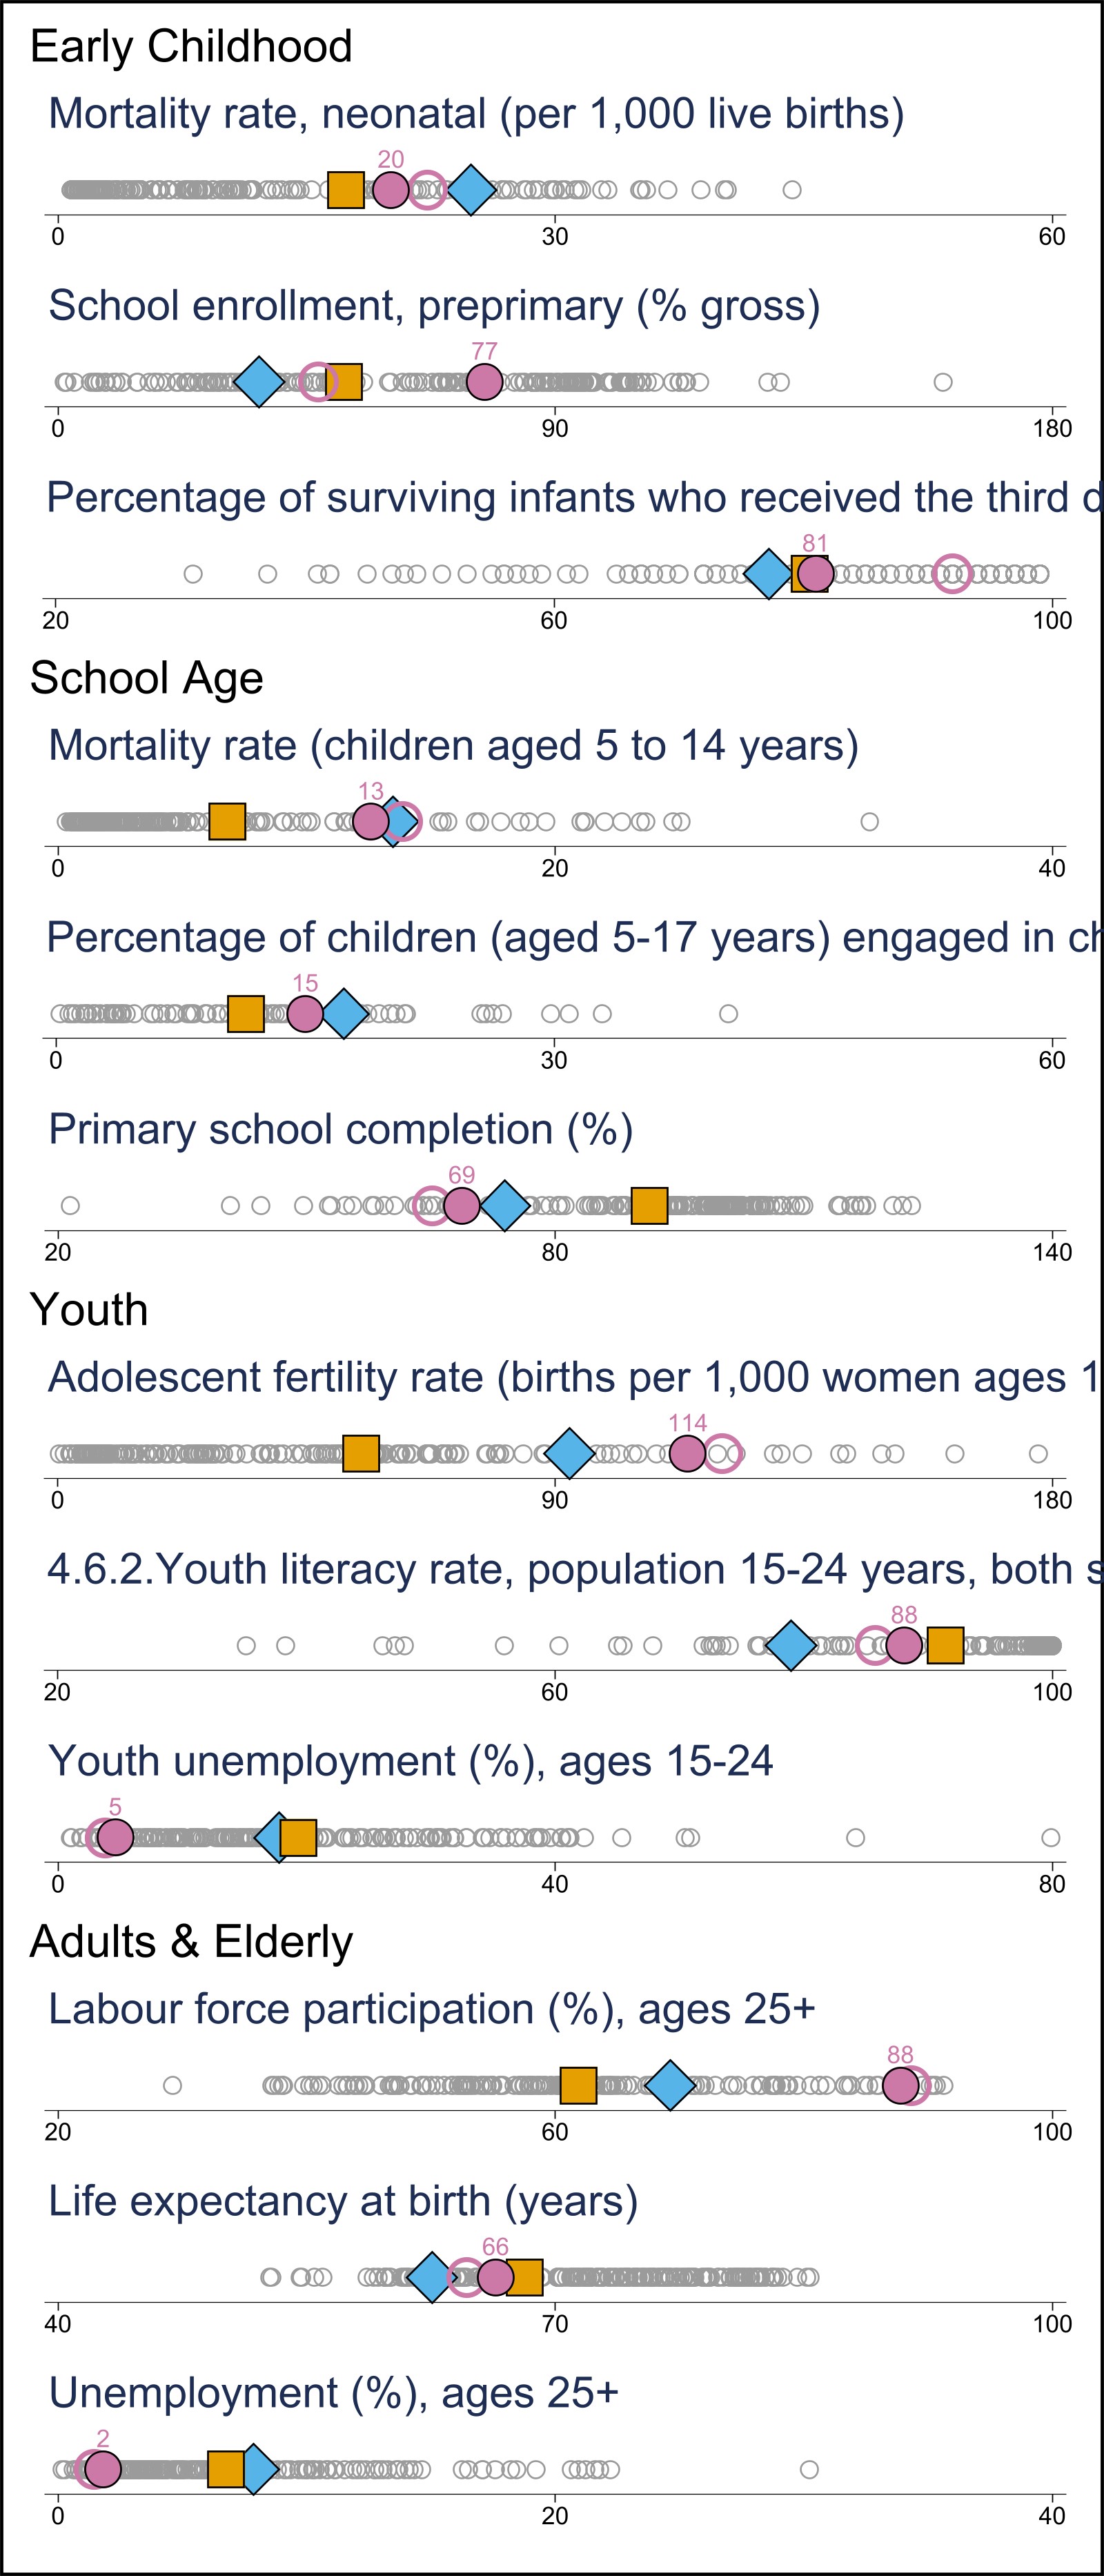 Early Childhood
Mortality rate, neonatal (per 1,000 live births)
20
0 30 60
School enrollment, preprimary (% gross)
77
0 90 180
Percentage of surviving infants who received the third d
81
20 60 100
School Age
Mortality rate (children aged 5 to 14 years)
13
0 20 40
Percentage of children (aged 5-17 years) engaged in ch
15
0 30 60
Primary school completion (%)
69
20 80 140
Youth
Adolescent fertility rate (births per 1,000 women ages 1
114
0 90 180
4.6.2.Youth literacy rate, population 15-24 years, both s
88
20 60 100
Youth unemployment (%), ages 15-24
5
0 40 80
Adults & Elderly
Labour force participation (%), ages 25+
88
20 60 100
Life expectancy at birth (years)
66
40 70 100
Unemployment (%), ages 25+
2
0 20 40